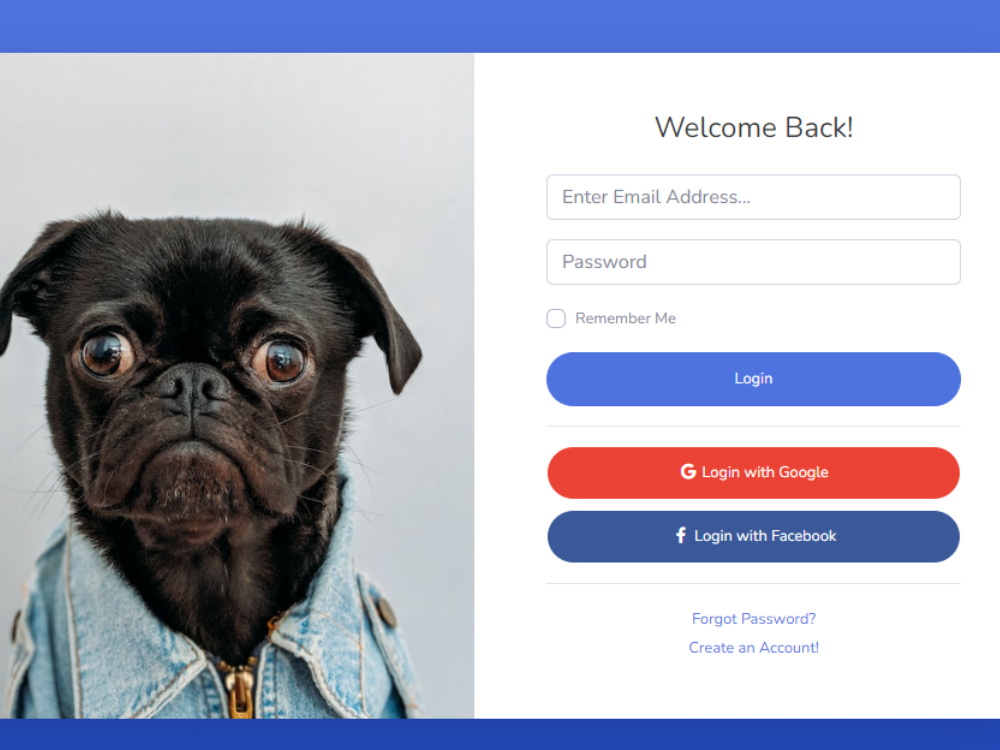 Welcome Back!
Enter Email Address...
Password
Remember Me
Login
Login with Google
Login with Facebook
Forgot Password?
Create an Account!